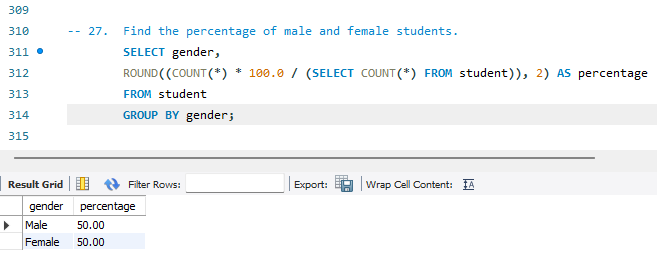 309
310 -- 27. Find the percentage of male and female students.
311 SELECT gender,
312 ROUND((COUNT(*) * 100.0 / (SELECT COUNT(*) FROM student)), 2) AS percentage
313 FROM student
314 GROUP BY gender;
315
Result Grid Filter Rows: Export: Wrap Cell Content: IA
gender percentage
Male 50.00
Female 50.00